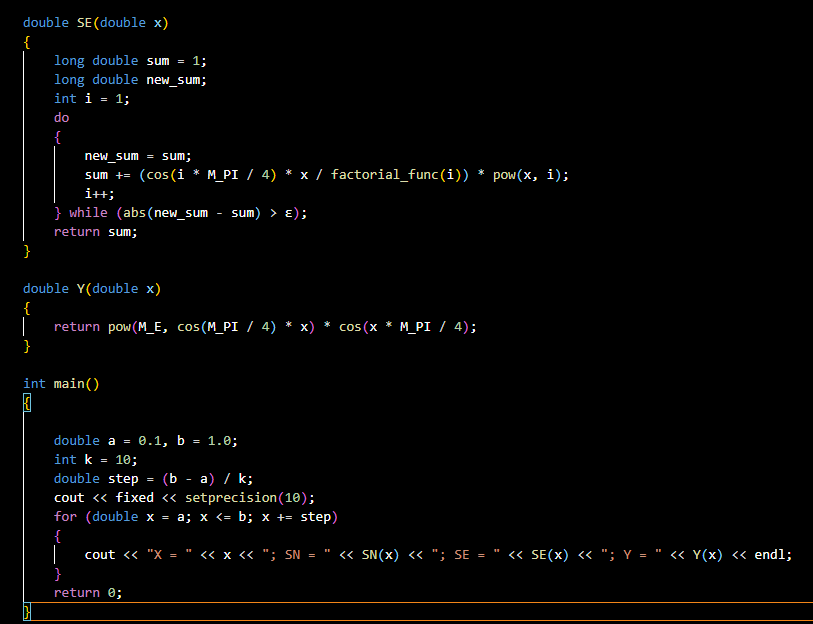 double SE(double x)
{
    long double sum = 1;
    long double new_sum;
    int i = 1;
    do
    {
        new_sum = sum;
        sum += (cos(i * M_PI / 4) * x / factorial_func(i)) * pow(x, i);
        i++;
    } while (abs(new_sum - sum) > ε);
    return sum;
}

double Y(double x)
{
    return pow(M_E, cos(M_PI / 4) * x) * cos(x * M_PI / 4);
}

int main()
{

    double a = 0.1, b = 1.0;
    int k = 10;
    double step = (b - a) / k;
    cout << fixed << setprecision(10);
    for (double x = a; x <= b; x += step)
    {
        cout << "X = " << x << "; SN = " << SN(x) << "; SE = " << SE(x) << "; Y = " << Y(x) << endl;
    }
    return 0;
}